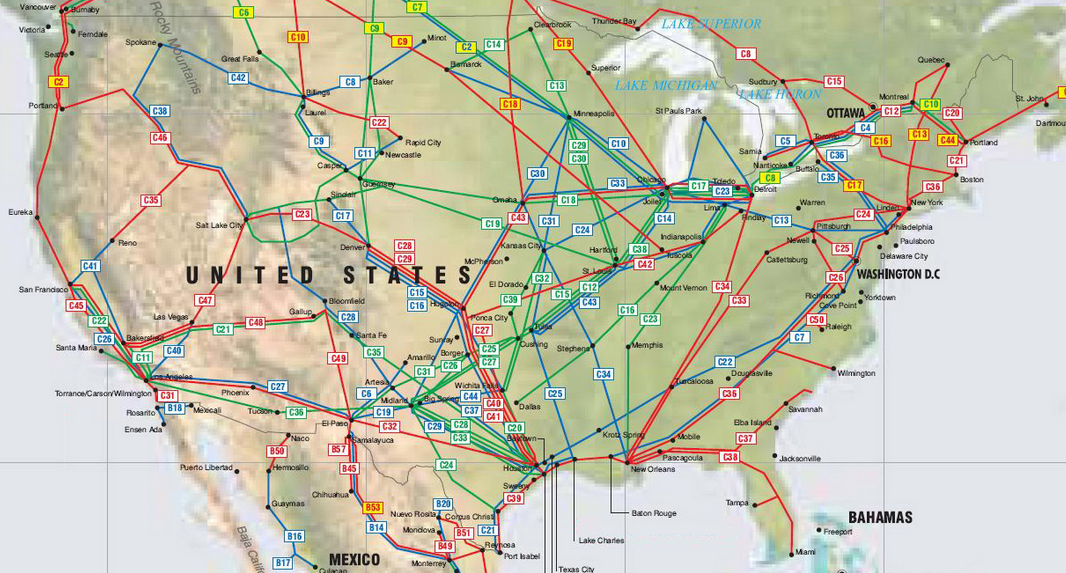 Vancouver
Burnaby
C6
C7
Clearbrook
Thunder Bay
LAKE SUPERIOR
Victoria
Ferndale
Rocky Mountains
C10
C9
C9
Minot
C2
C14
C19
Spokane
Seattle
Great Falls
Bismarck
Superior
C8
Quebec
C2
C42
C8
Baker
C13
LAKE MICHIGAN
LAKE HURON
Sudbury
C15
Portland
C38
Billings
Laurel
C18
Minneapolis
St Pauls Park
OTTAWA
Montreal
C12
C10
C20
St. John
Dartmou
C46
C9
C22
Rapid City
C11
Newcastle
C29
C30
C10
Sarnia
C5
Toronto
C4
C16
C13
C44
Portland
Casper
Guernsey
C30
Nanticoke
Buffalo
C36
C35
C21
Boston
C35
Sinclair
C33
Chicago
C17
Toledo
C23
Detroit
C8
C17
C36
Eureka
Salt Lake City
C23
C17
Omaha
C43
C18
Joliet
Lima
Findlay
C13
Warren
C24
Linden
New York
Reno
Denver
C28
C29
C19
C31
C24
C14
Indianapolis
Pittsburgh
Newell
Philadelphia
Paulsboro
Delaware City
C41
UNITED STATES
McPherson
Kansas City
Hartford
St. Louis
C38
C42
Tuscola
Catlettsburg
C25
WASHINGTON D.C
San Francisco
C45
C22
C26
C47
Bloomfield
C15
C16
Hugoton
El Dorado
C32
C39
C15
C12
C43
Mount Vernon
C34
C33
C26
Richmond
Cove Point
Yorktown
Las Vegas
C21
C48
Gallup
C28
Santa Fe
Ponca City
C27
Tulsa
Cushing
C16
C23
C50
Raleigh
C7
Santa Maria
Bakersfield
C11
C40
C49
C35
Sunray
Borger
C25
C27
Stephens
Memphis
C22
Wilmington
Los Angeles
Torrance/Carson/Wilmington
C31
C27
Phoenix
Amarillo
C31
C26
Artesia
C6
Wichita Falls
C44
C40
C41
C25
C34
Tuscaloosa
Douglasville
C36
Rosarito
B18
Mexicali
Ensen Ada
Tucson
C36
Midland
Big Spring
C19
C29
C37
C28
C33
Dallas
C20
Savannah
El Paso
C32
Baytown
Krotz Spring
Elba Island
C37
Naco
Samalayuca
B57
B50
B45
C24
Houston
Mobile
Pascagoula
C38
Jacksonville
Puerto Libertad
Hermosillo
Chihuahua
Sweeny
New Orleans
C39
B53
B20
Guaymas
B14
Nuevo Rosita
Corpus Christi
Baton Rouge
Tampa
BAHAMAS
B16
Mondova
B51
C21
Lake Charles
Freeport
Baja Califo
MEXICO
B49
Reynosa
Port Isabel
Miami
B17
Culiacan
Monterrey
Texas City